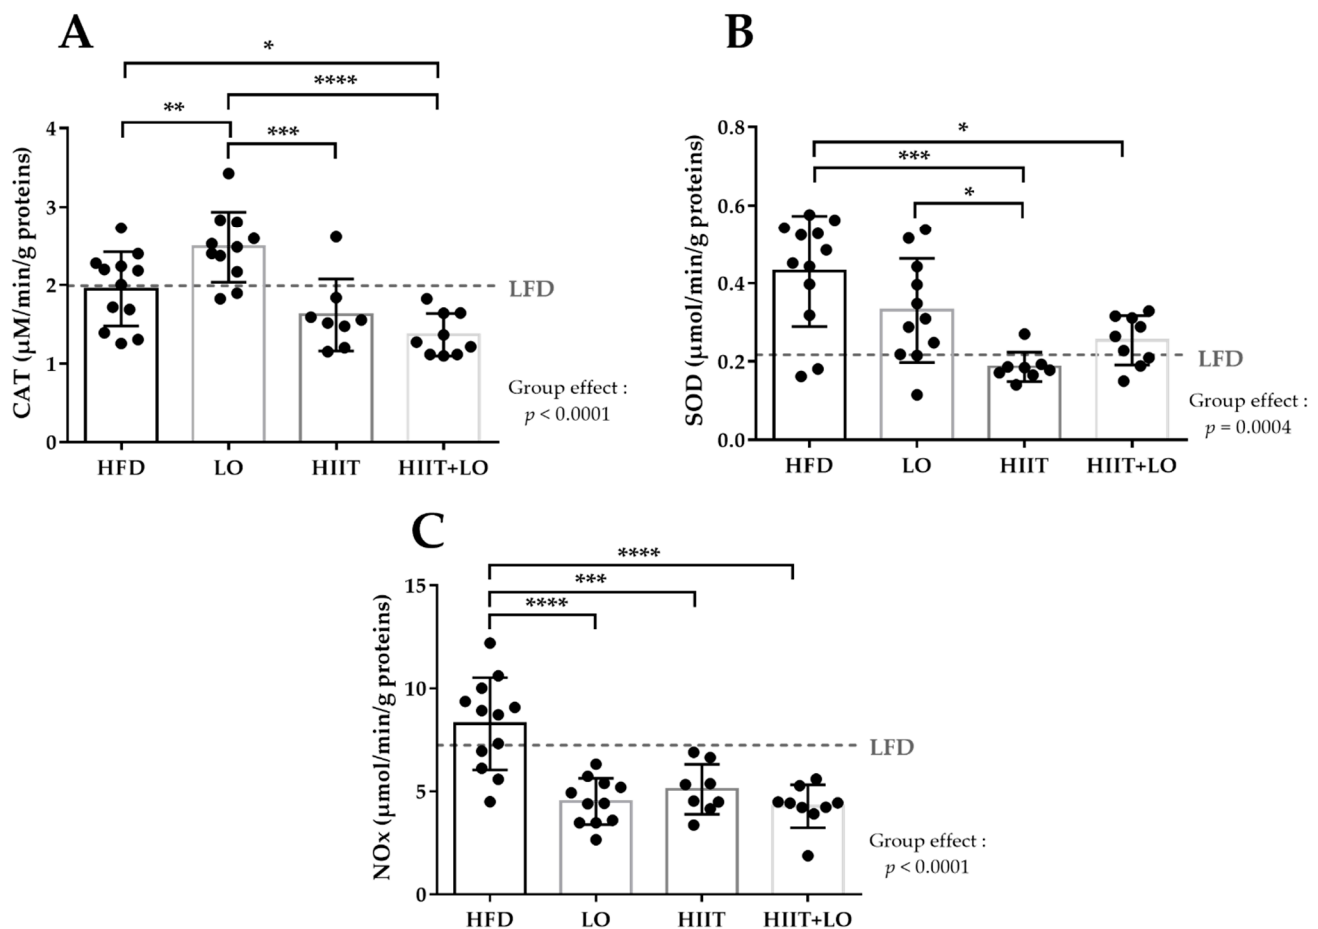 A
*
****
**
***
CAT (µM/min/g proteins)
4
3
2
1
0
LFD
Group effect :
p < 0.0001
HFD
LO
HIIT
HIIT+LO
B
*
***
*
SOD (µmol/min/g proteins)
0.8
0.6
0.4
0.2
0.0
LFD
Group effect :
p = 0.0004
HFD
LO
HIIT
HIIT+LO
C
****
***
****
NOx (µmol/min/g proteins)
15
10
5
0
LFD
Group effect :
p < 0.0001
HFD
LO
HIIT
HIIT+LO